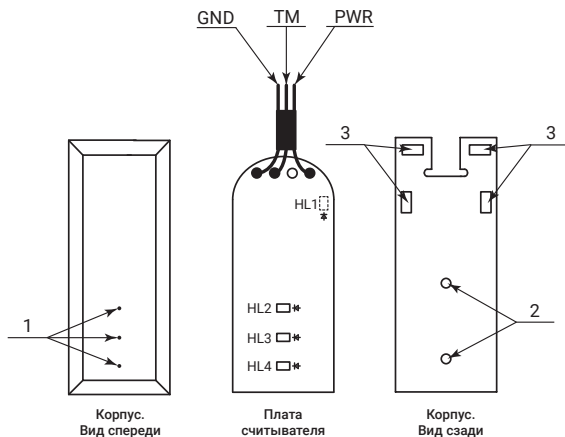 GND TM PWR
3 3
HL1
HL2
1 HL3 2
HL4
Корпус. Плата Корпус.
Вид спереди считывателя Вид сзади